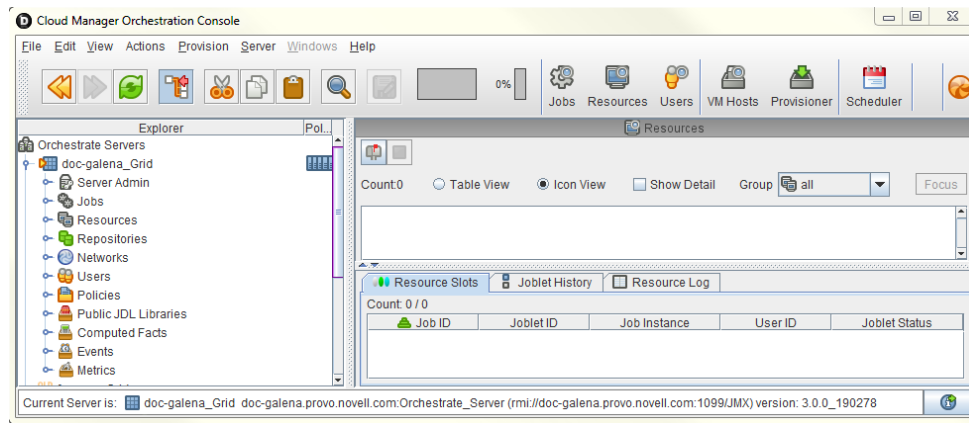 Cloud Manager Orchestration Console
File Edit View Actions Provision Server Windows Help
0%
Jobs Resources Users VM Hosts Provisioner Scheduler
Explorer Pol...
Orchestrate Servers
doc-galena_Grid
Server Admin
Jobs
Resources
Repositories
Networks
Users
Policies
Public JDL Libraries
Computed Facts
Events
Metrics
Resources
Count:0 Table View Icon View Show Detail Group all Focus
Resource Slots Joblet History Resource Log
Count: 0 / 0
Job ID Joblet ID Job Instance User ID Joblet Status
Current Server is: doc-galena_Grid doc-galena.provo.novell.com:Orchestrate_Server (rmi://doc-galena.provo.novell.com:1099/JMX) version: 3.0.0_190278